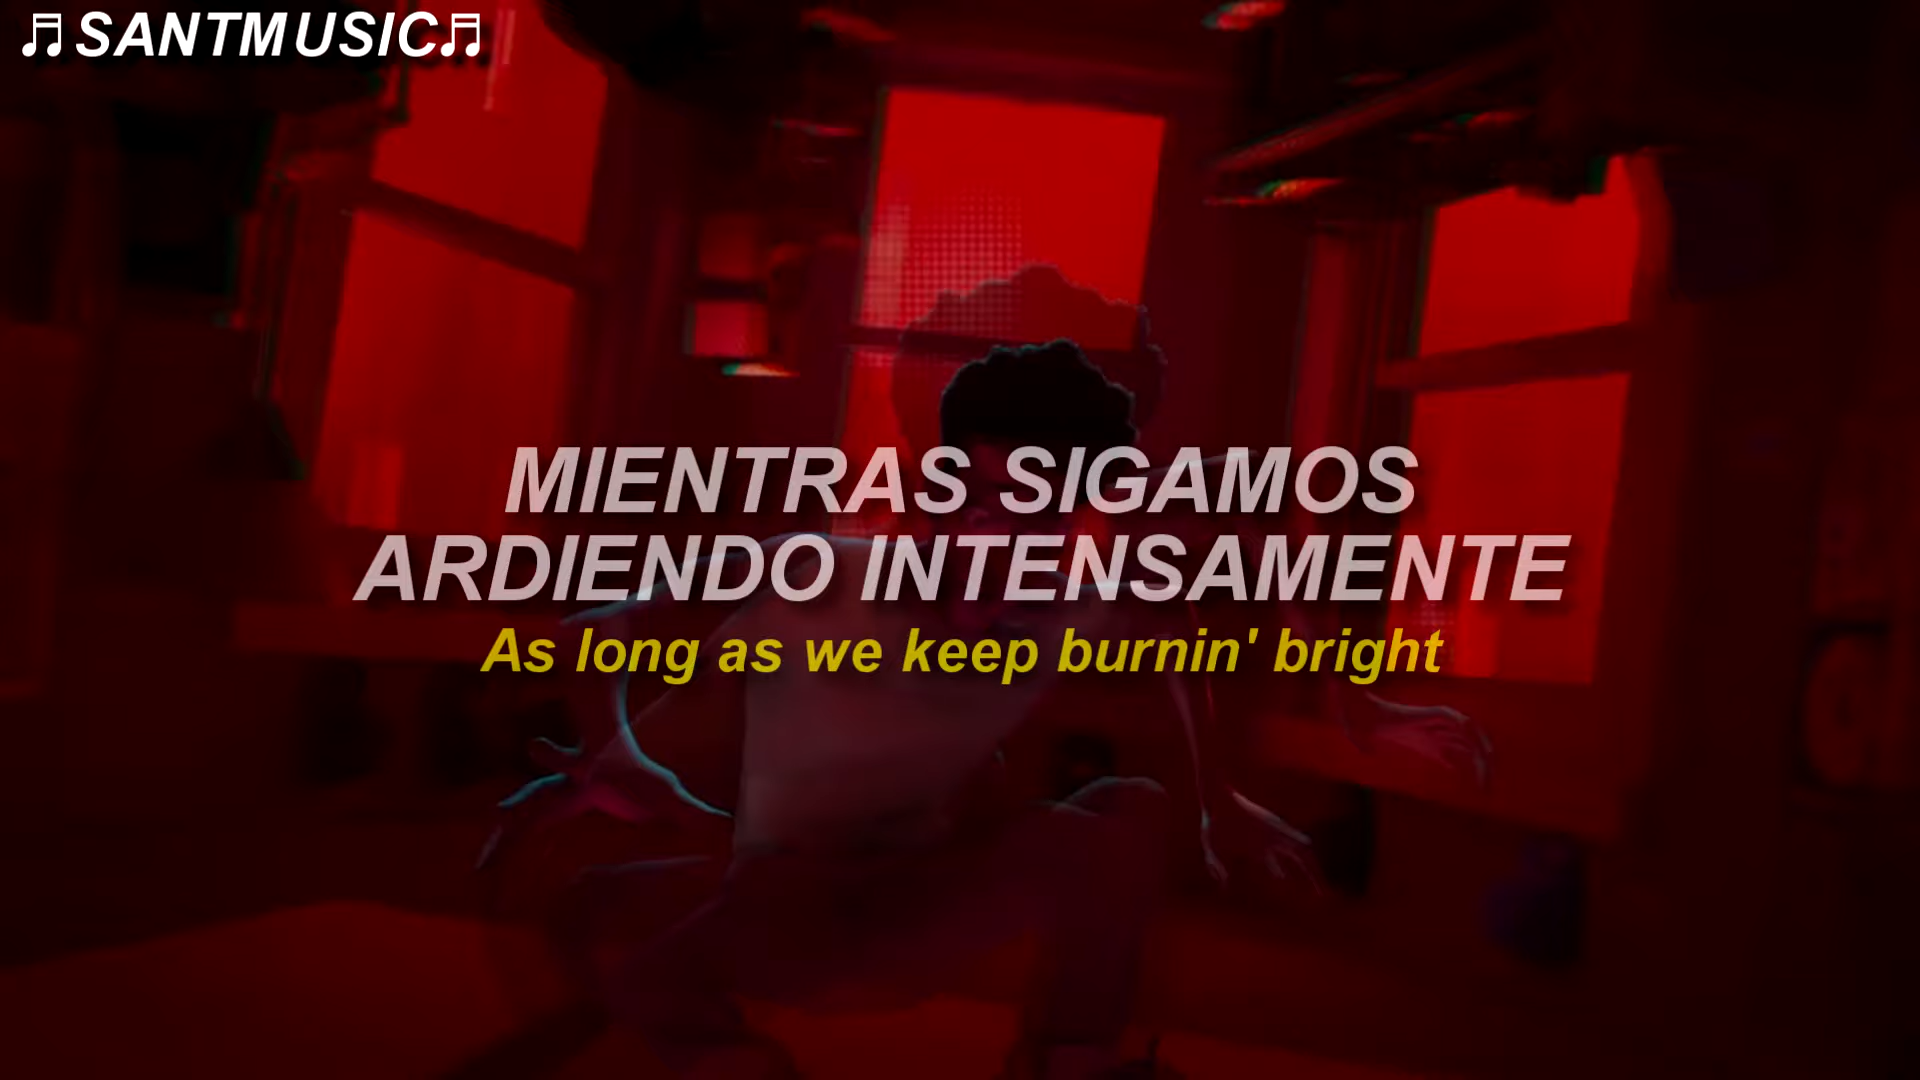 ♫SANTMUSIC♫
MIENTRAS SIGAMOS
ARDIENDO INTENSAMENTE
As long as we keep burnin' bright